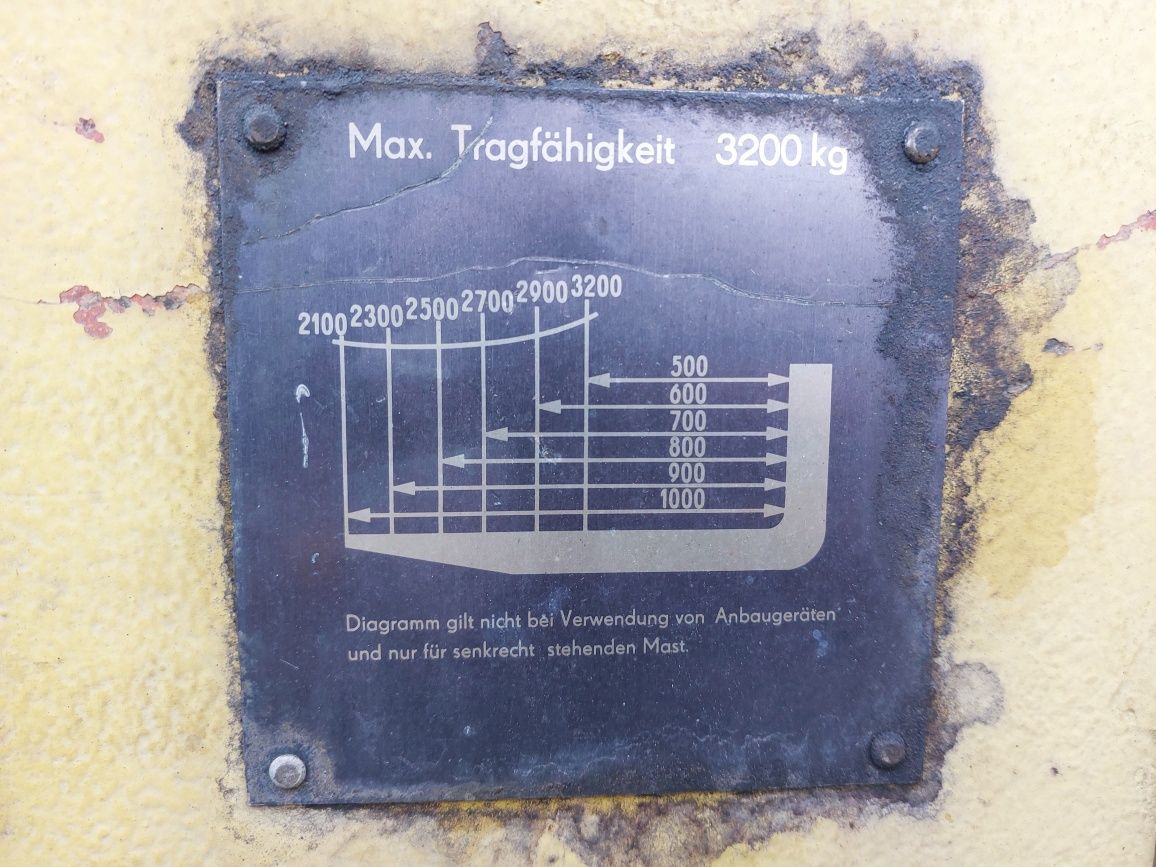 Max. Tragfähigkeit 3200 kg
2100 2300 2500 2700 2900 3200
500
600
700
800
900
1000
Diagramm gilt nicht bei Verwendung von Anbaugeräten
und nur für senkrecht stehenden Mast.